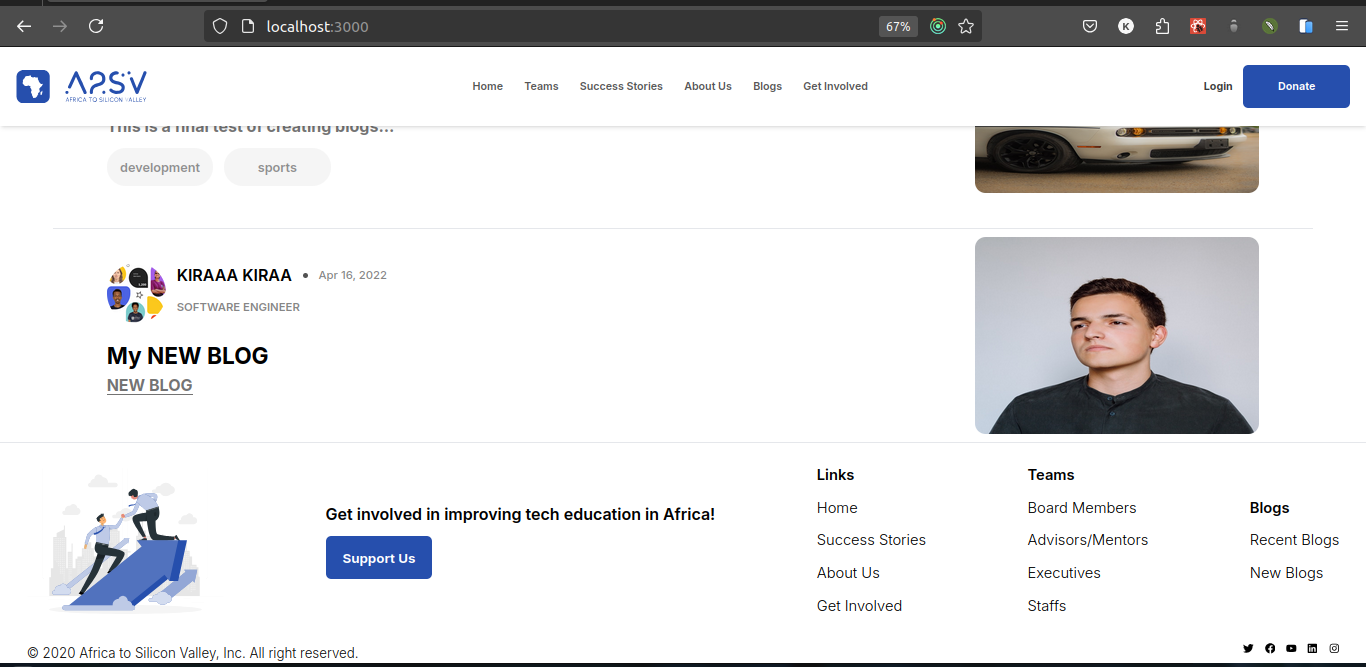 localhost:3000
67%
K
APSV
AFRICA TO SILICON VALLEY
Home Teams Success Stories About Us Blogs Get Involved
Login Donate
This is a final test of creating blogs...
development sports
KIRAAA KIRAA • Apr 16, 2022
SOFTWARE ENGINEER
My NEW BLOG
NEW BLOG
Get involved in improving tech education in Africa!
Support Us
Links
Home
Success Stories
About Us
Get Involved
Teams
Board Members
Advisors/Mentors
Executives
Staffs
Blogs
Recent Blogs
New Blogs
© 2020 Africa to Silicon Valley, Inc. All right reserved.